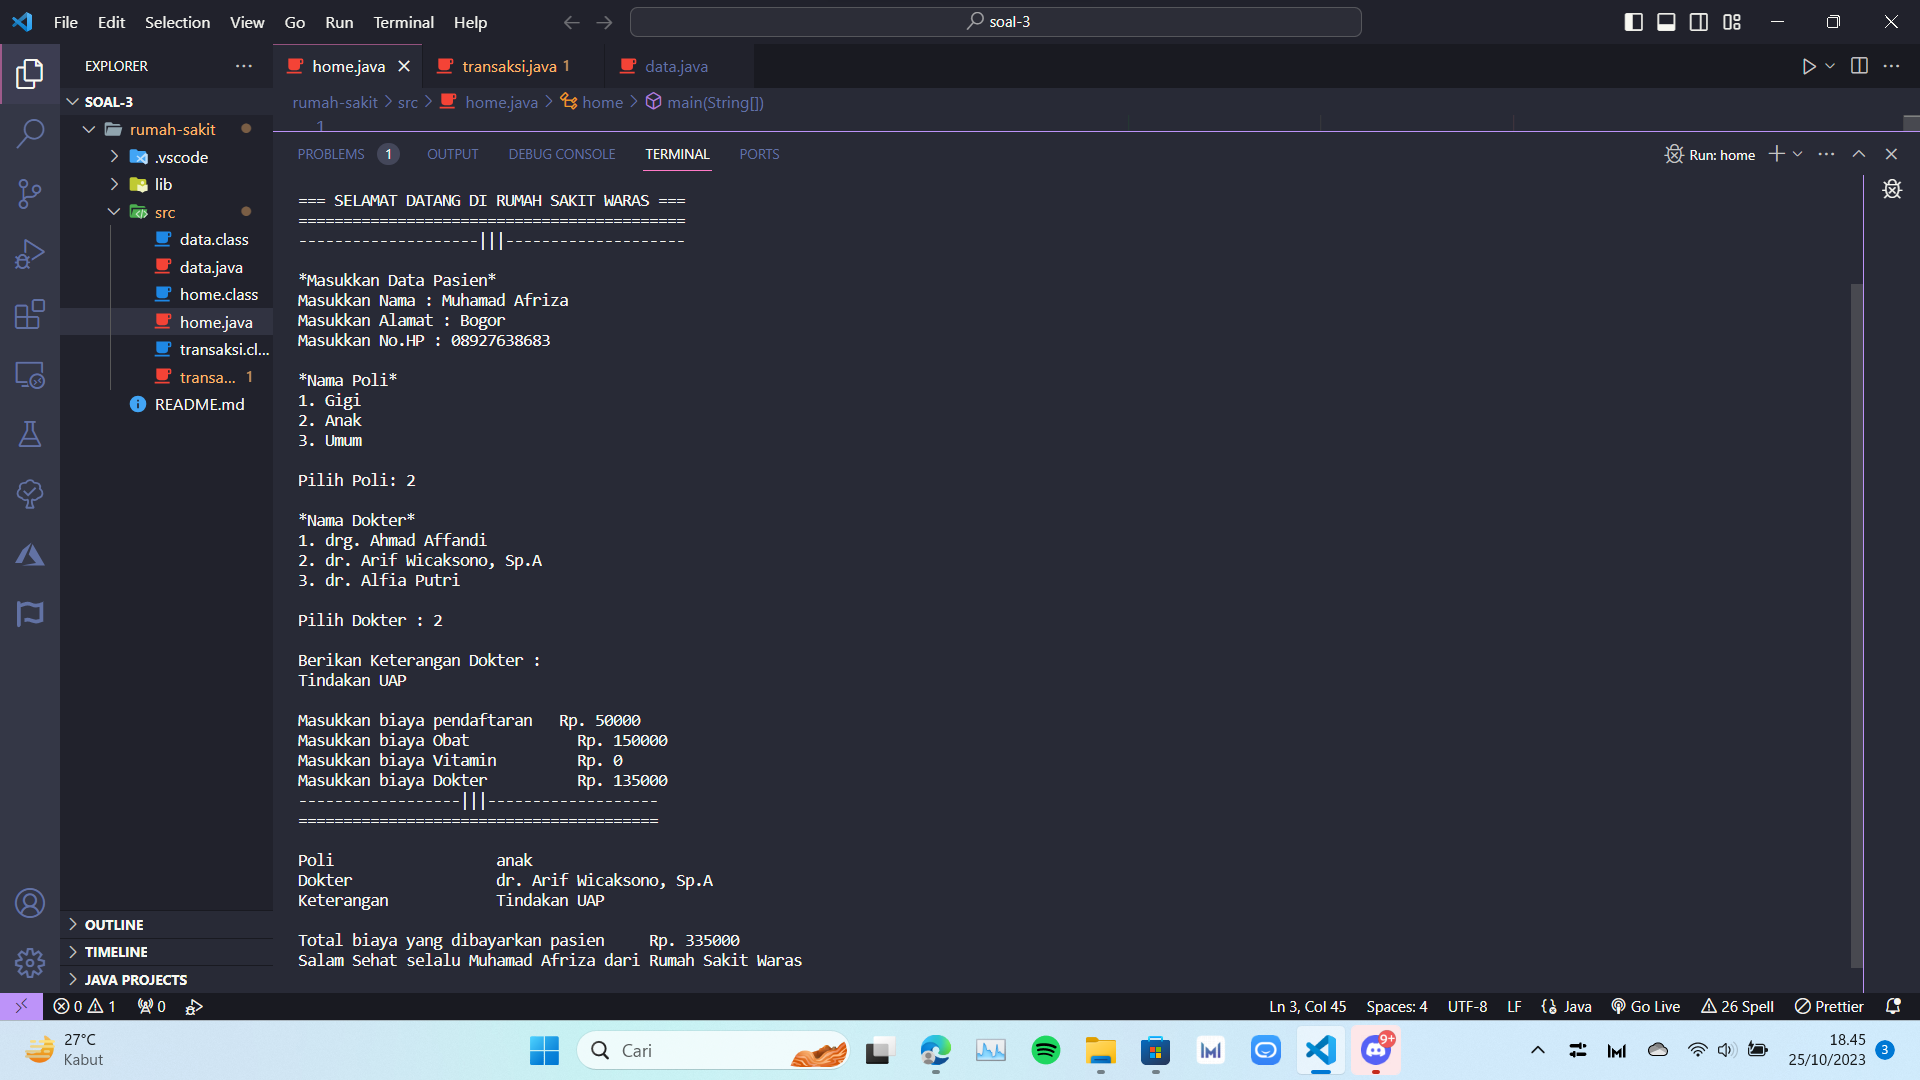 File Edit Selection View Go Run Terminal Help
soal-3
EXPLORER
home.java
transaksi.java 1
data.java
SOAL-3
rumah-sakit > src > home.java > home > main(String[])
1
rumah-sakit
.vscode
lib
src
data.class
data.java
home.class
home.java
transaksi.cl...
transa... 1
README.md
OUTLINE
TIMELINE
JAVA PROJECTS
PROBLEMS 1 OUTPUT DEBUG CONSOLE TERMINAL PORTS
Run: home
=== SELAMAT DATANG DI RUMAH SAKIT WARAS ===
===========================================
--------------------|||--------------------
*Masukkan Data Pasien*
Masukkan Nama : Muhamad Afriza
Masukkan Alamat : Bogor
Masukkan No.HP : 08927638683
*Nama Poli*
1. Gigi
2. Anak
3. Umum
Pilih Poli: 2
*Nama Dokter*
1. drg. Ahmad Affandi
2. dr. Arif Wicaksono, Sp.A
3. dr. Alfia Putri
Pilih Dokter : 2
Berikan Keterangan Dokter :
Tindakan UAP
Masukkan biaya pendaftaran Rp. 50000
Masukkan biaya Obat Rp. 150000
Masukkan biaya Vitamin Rp. 0
Masukkan biaya Dokter Rp. 135000
------------------|||-------------------
========================================
Poli anak
Dokter dr. Arif Wicaksono, Sp.A
Keterangan Tindakan UAP
Total biaya yang dibayarkan pasien Rp. 335000
Salam Sehat selalu Muhamad Afriza dari Rumah Sakit Waras
0 1 0
Ln 3, Col 45 Spaces: 4 UTF-8 LF {} Java Go Live 26 Spell Prettier
27°C
Kabut
Cari
9+
18.45
25/10/2023
3